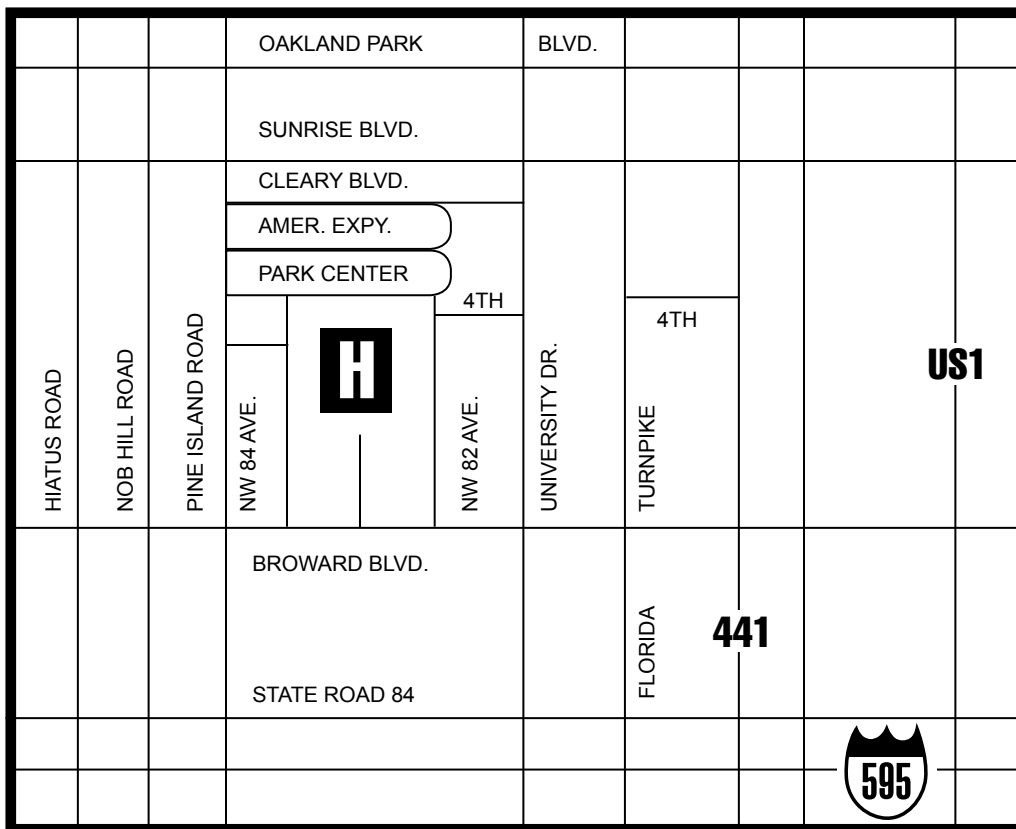 OAKLAND PARK BLVD.
SUNRISE BLVD.
CLEARY BLVD.
AMER. EXPY.
PARK CENTER
4TH
4TH
HIATUS ROAD
NOB HILL ROAD
PINE ISLAND ROAD
NW 84 AVE.
H
NW 82 AVE.
UNIVERSITY DR.
TURNPIKE
US1
BROWARD BLVD.
FLORIDA
441
STATE ROAD 84
595